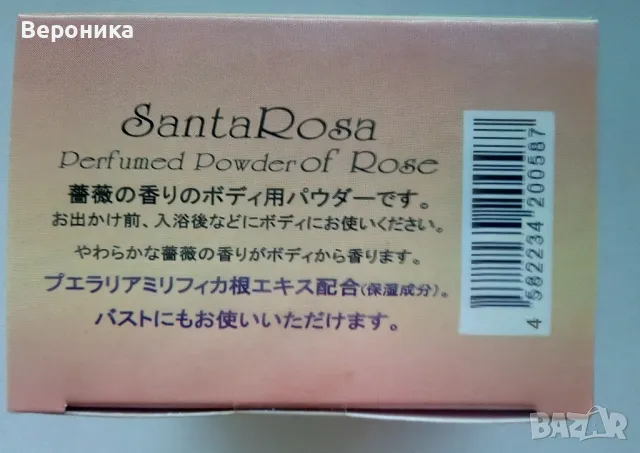 Вероника
SantaRosa
Perfumed Powder of Rose
薔薇の香りのボディ用パウダーです。
お出かけ前、入浴後などにボディにお使いください。
やわらかな薔薇の香りがボディから香ります。
プエラリアミリフィカ根エキス配合(保湿成分)。
バストにもお使いいただけます。
4 582234 200587
BAZAR